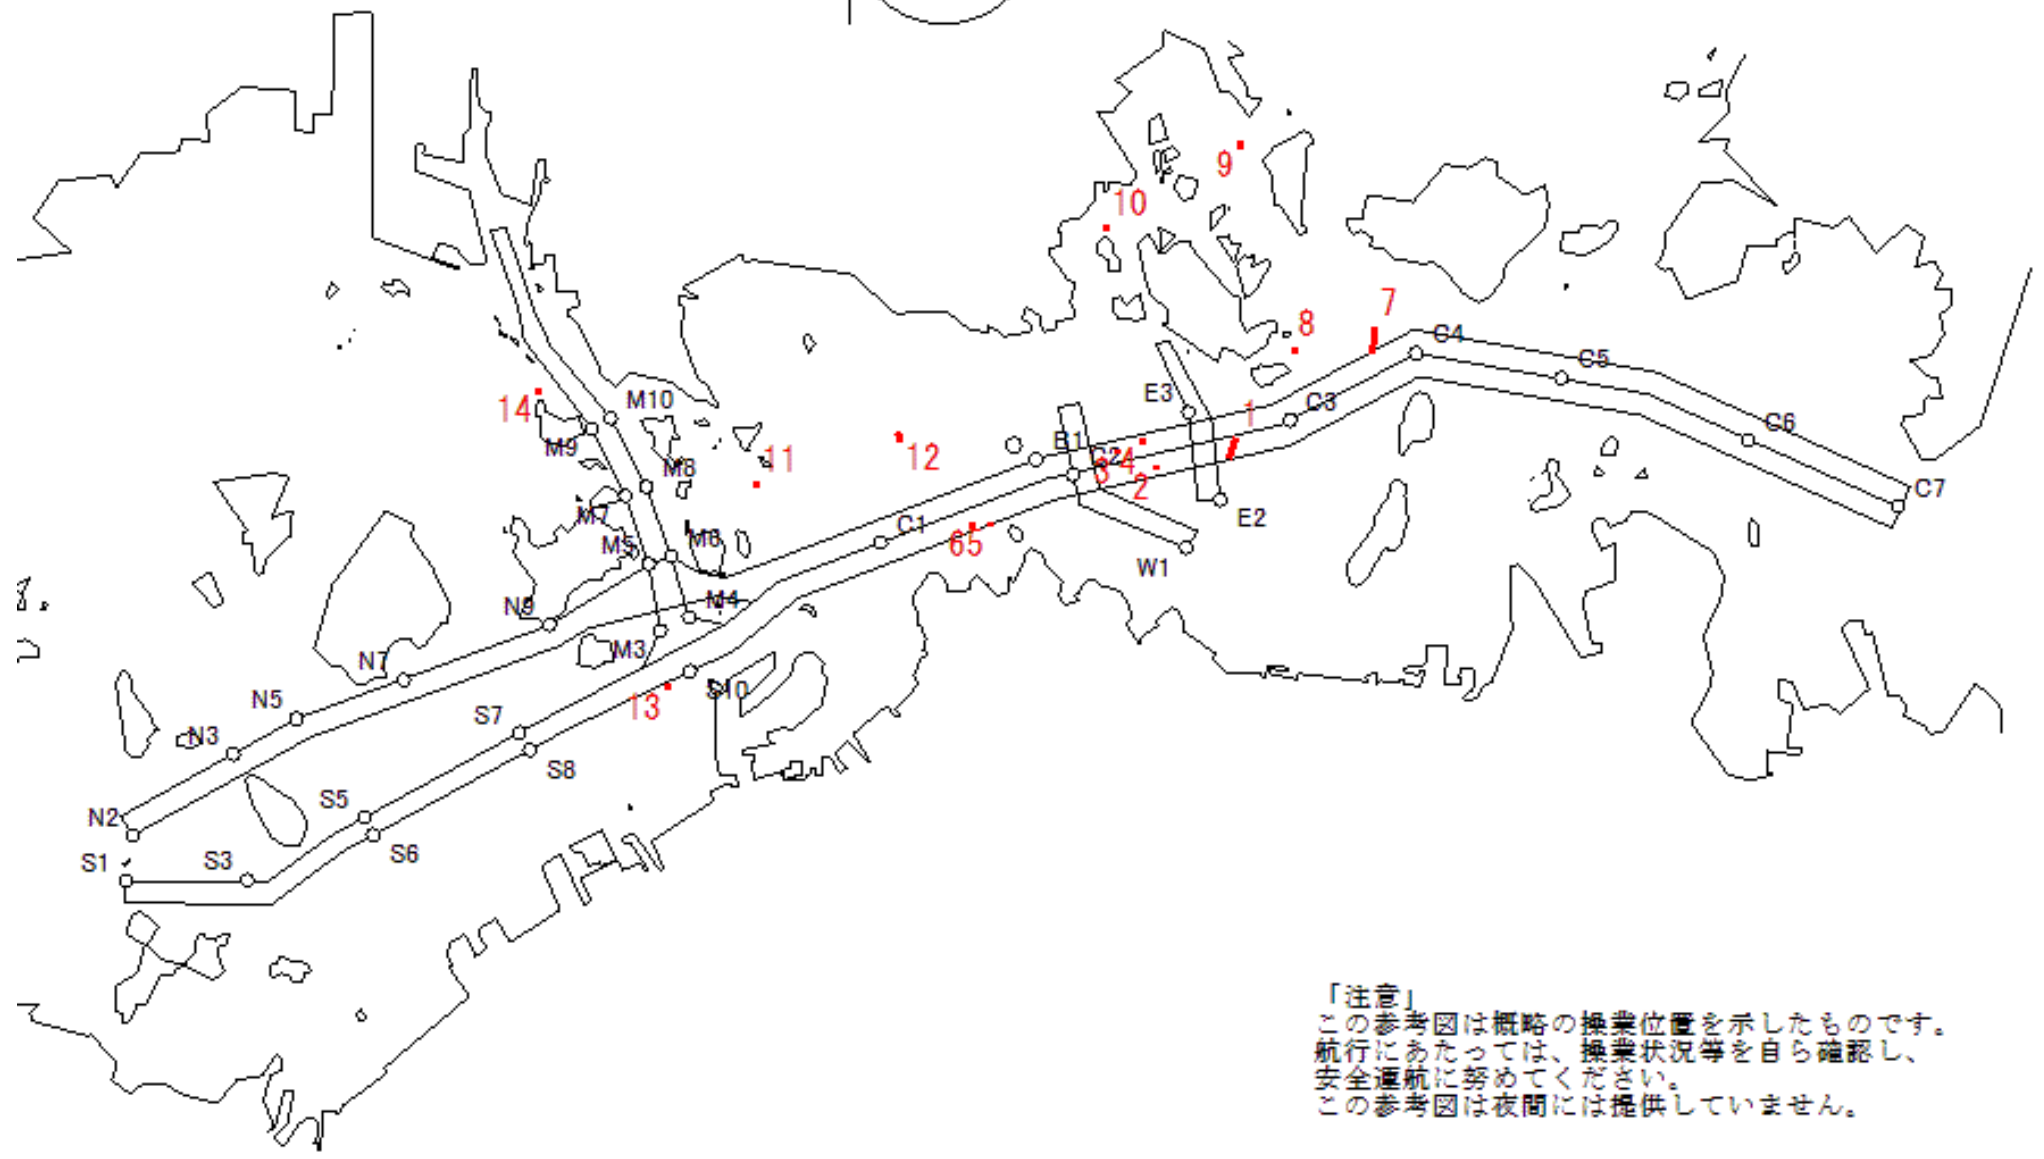 9
10
7
8
C4
C5
M10
14
E3
C3
1
C6
M9
B1
C2
4
12
11
M8
3
2
C7
M7
C1
E2
M5
M6
65
W1
N9
M4
M3
N7
S10
13
N5
S7
N3
S8
S5
N2
S6
S1
S3
「注意」
この参考図は概略の操業位置を示したものです。
航行にあたっては、操業状況等を自ら確認し、
安全運航に努めてください。
この参考図は夜間には提供していません。